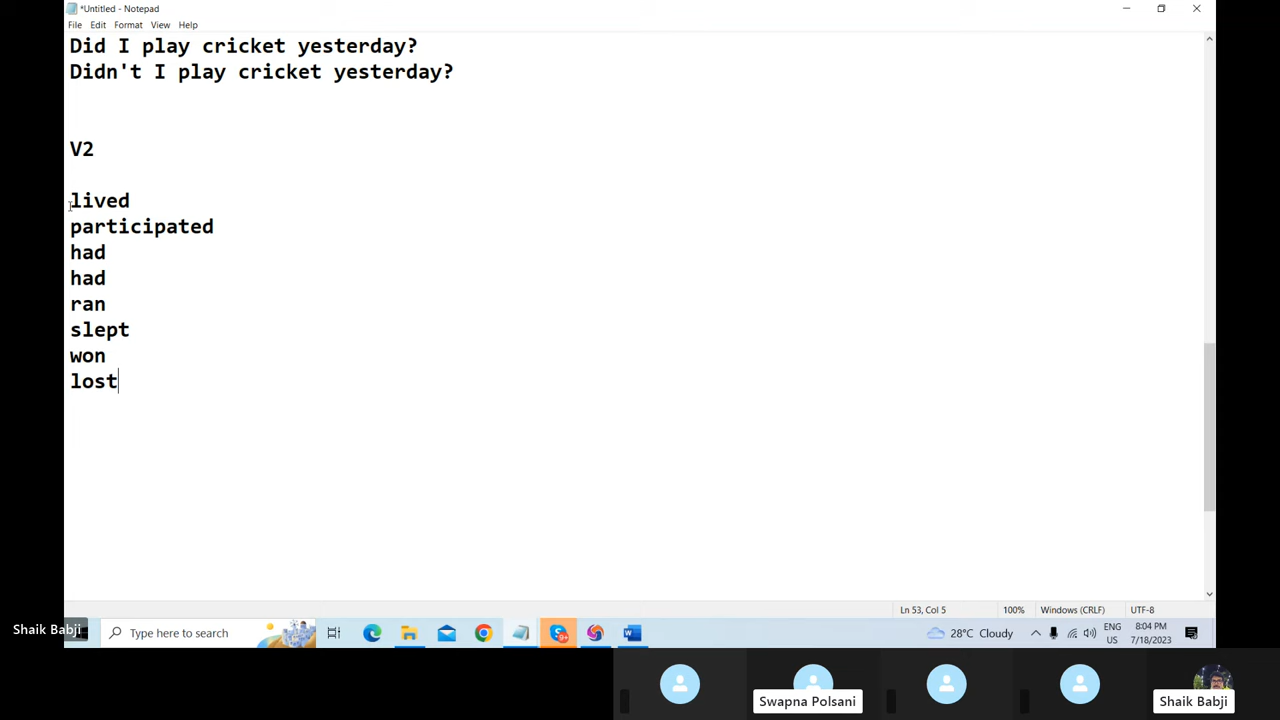 *Untitled - Notepad
File Edit Format View Help
Did I play cricket yesterday?
Didn't I play cricket yesterday?
V2
lived
participated
had
had
ran
slept
won
lost
Ln 53, Col 5 100% Windows (CRLF) UTF-8
Shaik Babji
Type here to search
9+
28°C Cloudy
ENG
US
8:04 PM
7/18/2023
Swapna Polsani
Shaik Babji